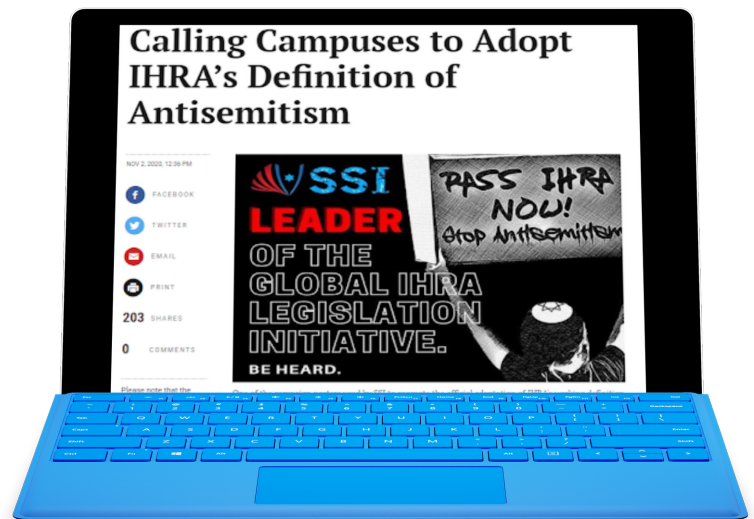 Calling Campuses to Adopt
IHRA's Definition of
Antisemitism
NOV 2, 2020, 12:36 PM
FACEBOOK
TWITTER
EMAIL
PRINT
203 SHARES
0 COMMENTS
Please note that the
SSI
LEADER
OF THE
GLOBAL IHRA
LEGISLATION
INITIATIVE.
BE HEARD.
PASS IHRA
NOW!
Stop Antisemitism